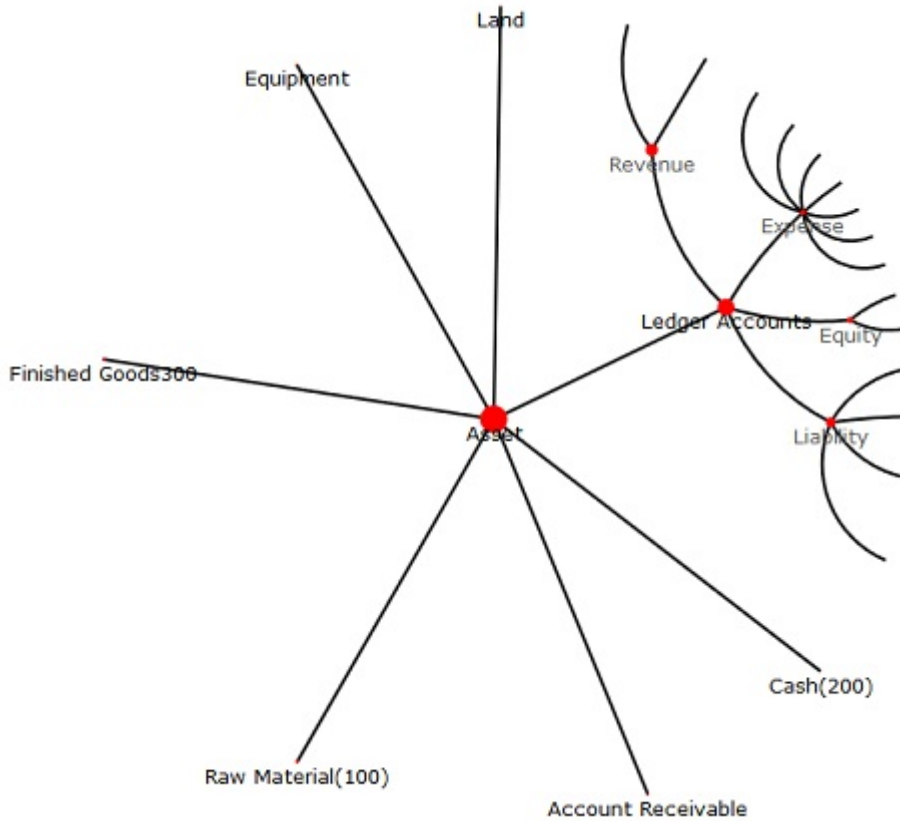 Land
Equipment
Revenue
Expense
Ledger Accounts
Equity
Finished Goods300
Asset
Liability
Cash(200)
Raw Material(100)
Account Receivable